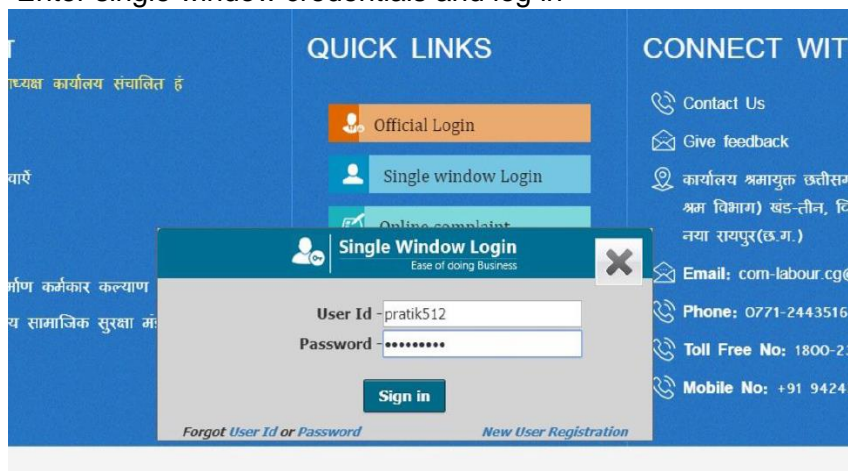 Enter single window credentials and log in
कार्यालय संचालित हं
QUICK LINKS
Official Login
Single window Login
Online complaint
CONNECT WIT
Contact Us
Give feedback
कार्यालय श्रमायुक्त
श्रम विभाग) खंड-तीन,
नया रायपुर(छ.ग.)
Email: com-labour.cg@
Phone: 0771-2443516
Toll Free No: 1800-2
Mobile No: +91 9424
कर्मकार कल्याण
सामाजिक सुरक्षा
Single Window Login
Ease of doing Business
User Id - pratik512
Password -
Sign in
Forgot User Id or Password
New User Registration